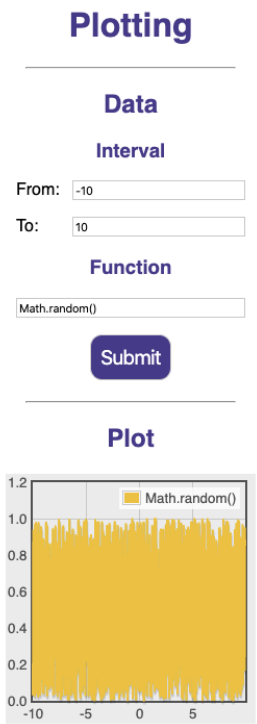 Plotting
Data
Interval
From: -10
To: 10
Function
Math.random()
Submit
Plot
Math.random()
1.2
1.0
0.8
0.6
0.4
0.2
0.0
-10 -5 0 5